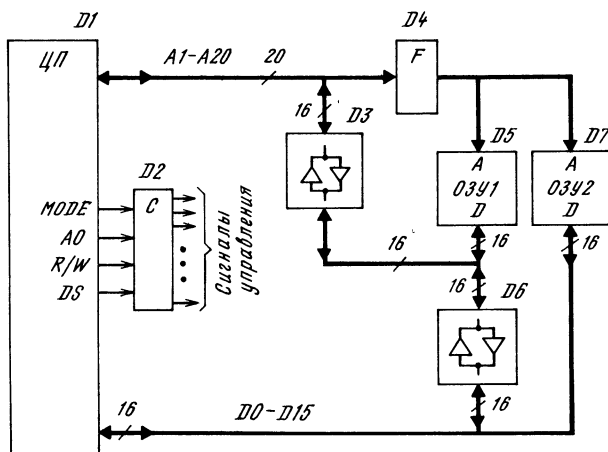 D1
ЦП
A1-A20
20
D4
F
16
D3
D5
D7
A
ОЗУ1
D
A
ОЗУ2
D
D2
C
MODE
A0
R/W
DS
Сигналы
управления
16
16
16
16
D6
16
16
D0-D15